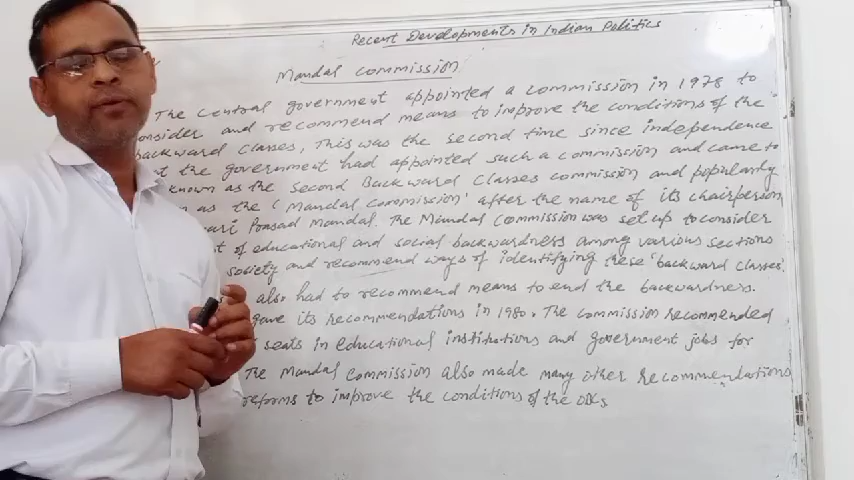 Recent Developments in Indian Politics
Mandal Commission
The Central government appointed a commission in 1978 to
onsider and recommend means to improve the conditions of the
backward classes, This was the second time since independence
t the government had appointed such a commission and came to
known as the Second Backward Classes commission and popularly
as the 'Mandal Commission' after the name of its chairperson
ari Prasad Mandal. The Mandal Commission was set up to consider
t of educational and social backwardness among various sections
society and recommend ways of identifying these 'backward classes'.
also had to recommend means to end the backwardness.
gave its recommendations in 1980. The commission recommended
seats in educational institutions and government jobs for
The Mandal Commission also made many other recommendations
reforms to improve the conditions of the OBCs